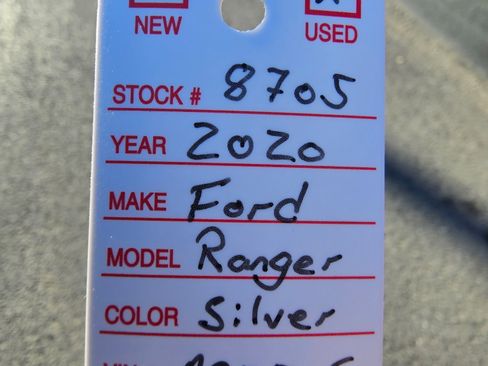 NEW USED
STOCK # 8705
YEAR 2020
MAKE Ford
MODEL Ranger
COLOR Silver